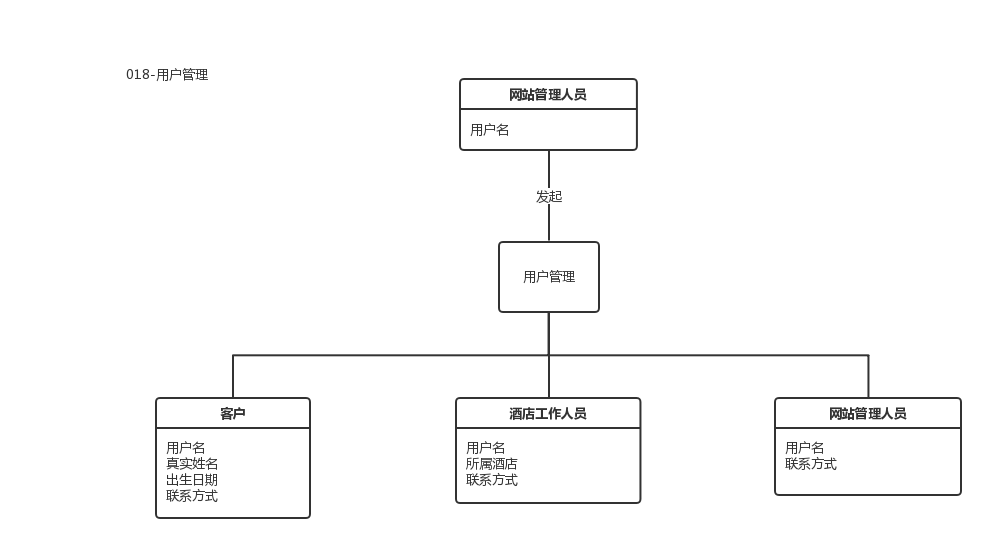 018-用户管理
网站管理人员
用户名
发起
用户管理
客户
用户名
真实姓名
出生日期
联系方式
酒店工作人员
用户名
所属酒店
联系方式
网站管理人员
用户名
联系方式